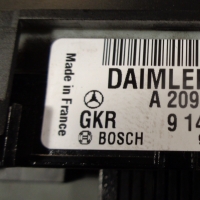 Made in France
DAIMLE
A 209
GKR 9 14
BOSCH